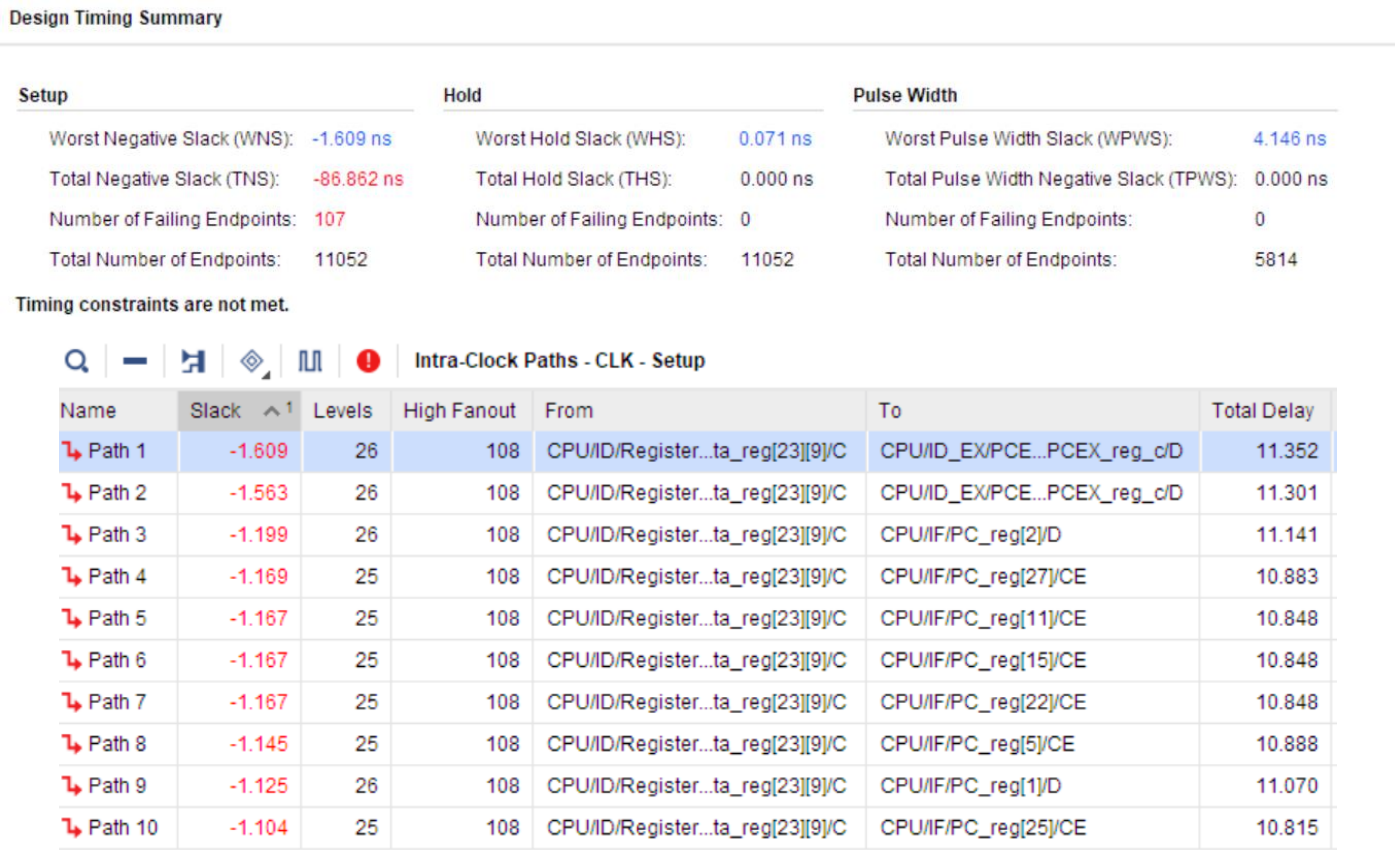 Design Timing Summary
Setup Hold Pulse Width
Worst Negative Slack (WNS): -1.609 ns Worst Hold Slack (WHS): 0.071 ns Worst Pulse Width Slack (WPWS): 4.146 ns
Total Negative Slack (TNS): -86.862 ns Total Hold Slack (THS): 0.000 ns Total Pulse Width Negative Slack (TPWS): 0.000 ns
Number of Failing Endpoints: 107 Number of Failing Endpoints: 0 Number of Failing Endpoints: 0
Total Number of Endpoints: 11052 Total Number of Endpoints: 11052 Total Number of Endpoints: 5814
Timing constraints are not met.
Intra-Clock Paths - CLK - Setup
Name Slack 1 Levels High Fanout From To Total Delay
Path 1 -1.609 26 108 CPU/ID/Register...ta_reg[23][9]/C CPU/ID_EX/PCE...PCEX_reg_c/D 11.352
Path 2 -1.563 26 108 CPU/ID/Register...ta_reg[23][9]/C CPU/ID_EX/PCE...PCEX_reg_c/D 11.301
Path 3 -1.199 26 108 CPU/ID/Register...ta_reg[23][9]/C CPU/IF/PC_reg[2]/D 11.141
Path 4 -1.169 25 108 CPU/ID/Register...ta_reg[23][9]/C CPU/IF/PC_reg[27]/CE 10.883
Path 5 -1.167 25 108 CPU/ID/Register...ta_reg[23][9]/C CPU/IF/PC_reg[11]/CE 10.848
Path 6 -1.167 25 108 CPU/ID/Register...ta_reg[23][9]/C CPU/IF/PC_reg[15]/CE 10.848
Path 7 -1.167 25 108 CPU/ID/Register...ta_reg[23][9]/C CPU/IF/PC_reg[22]/CE 10.848
Path 8 -1.145 25 108 CPU/ID/Register...ta_reg[23][9]/C CPU/IF/PC_reg[5]/CE 10.888
Path 9 -1.125 26 108 CPU/ID/Register...ta_reg[23][9]/C CPU/IF/PC_reg[1]/D 11.070
Path 10 -1.104 25 108 CPU/ID/Register...ta_reg[23][9]/C CPU/IF/PC_reg[25]/CE 10.815